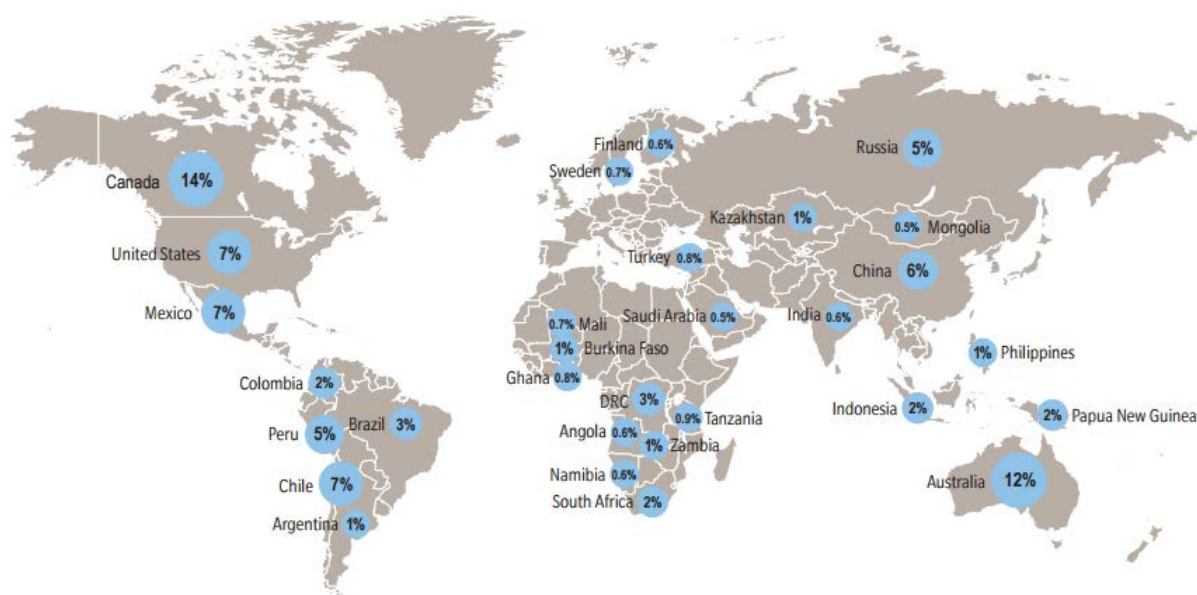 Finland 0.6%
Russia 5%
Sweden 0.7%
Canada 14%
Kazakhstan 1%
0.5% Mongolia
United States 7%
Turkey 0.8%
China 6%
Mexico 7%
0.7% Mali
Saudi Arabia 0.5%
India 0.6%
1% Burkina Faso
1% Philippines
Ghana 0.8%
Colombia 2%
DRC 3%
Indonesia 2%
0.9% Tanzania
2% Papua New Guinea
Brazil 3%
Peru 5%
Angola 0.6%
1% Zambia
Namibia 0.6%
Chile 7%
Australia 12%
South Africa 2%
Argentina 1%